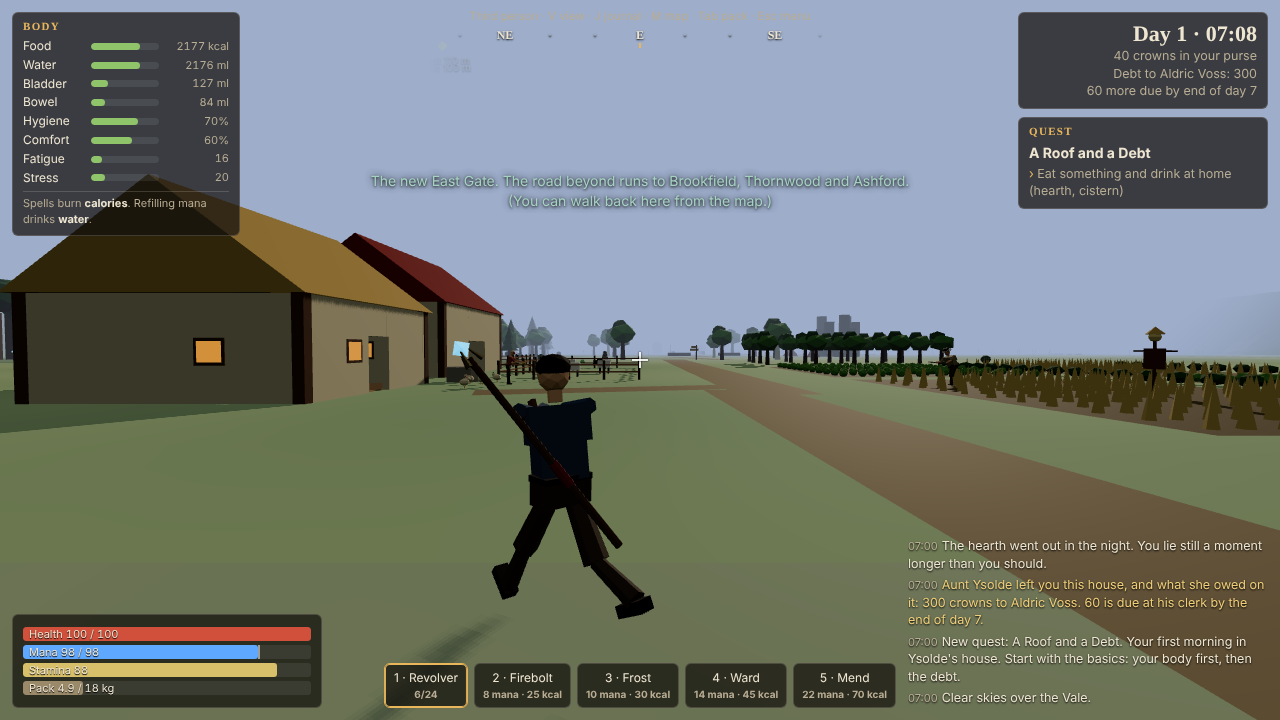 BODY
Food 2177 kcal
Water 2176 ml
Bladder 127 ml
Bowel 84 ml
Hygiene 70%
Comfort 60%
Fatigue 16
Stress 20
Spells burn calories. Refilling mana
drinks water.
NE E SE
Day 1 · 07:08
40 crowns in your purse
Debt to Aldric Voss: 300
60 more due by end of day 7
QUEST
A Roof and a Debt
› Eat something and drink at home
(hearth, cistern)
The new East Gate. The road beyond runs to Brookfield, Thornwood and Ashford.
(You can walk back here from the map.)
07:00 The hearth went out in the night. You lie still a moment
longer than you should.
07:00 Aunt Ysolde left you this house, and what she owed on
it: 300 crowns to Aldric Voss. 60 is due at his clerk by the
end of day 7.
07:00 New quest: A Roof and a Debt. Your first morning in
Ysolde's house. Start with the basics: your body first, then
the debt.
07:00 Clear skies over the Vale.
Health 100 / 100
Mana 98 / 98
Stamina 88
Pack 4.9 / 18 kg
1 · Revolver
6/24
2 · Firebolt
8 mana · 25 kcal
3 · Frost
10 mana · 30 kcal
4 · Ward
14 mana · 45 kcal
5 · Mend
22 mana · 70 kcal